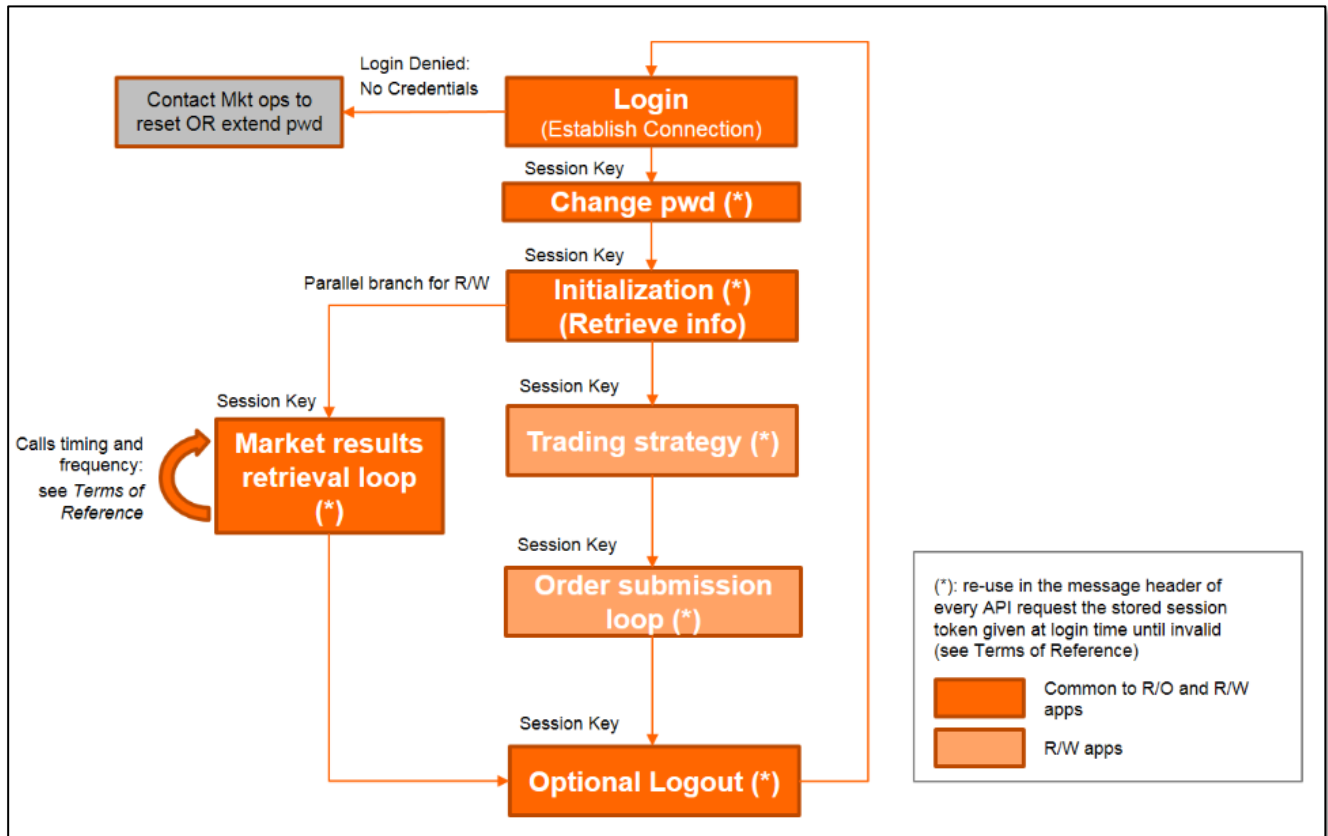 Login Denied:
No Credentials
Contact Mkt ops to
reset OR extend pwd
Login
(Establish Connection)
Session Key
Change pwd (*)
Session Key
Parallel branch for R/W
Initialization (*)
(Retrieve info)
Session Key
Session Key
Calls timing and
frequency:
see Terms of
Reference
Market results
retrieval loop
(*)
Trading strategy (*)
Session Key
Order submission
loop (*)
Session Key
Optional Logout (*)
(*): re-use in the message header of
every API request the stored session
token given at login time until invalid
(see Terms of Reference)
Common to R/O and R/W
apps
R/W apps